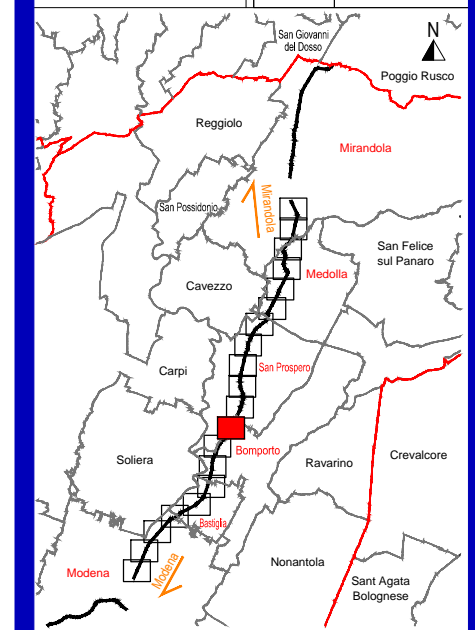 San Giovanni
del Dosso
N
Poggio Rusco
Reggiolo
Mirandola
San Possidonio
Mirandola
San Felice
sul Panaro
Medolla
Cavezzo
San Prospero
Carpi
Bomporto
Soliera
Ravarino
Crevalcore
Bastiglia
Modena
Modena
Nonantola
Sant Agata
Bolognese